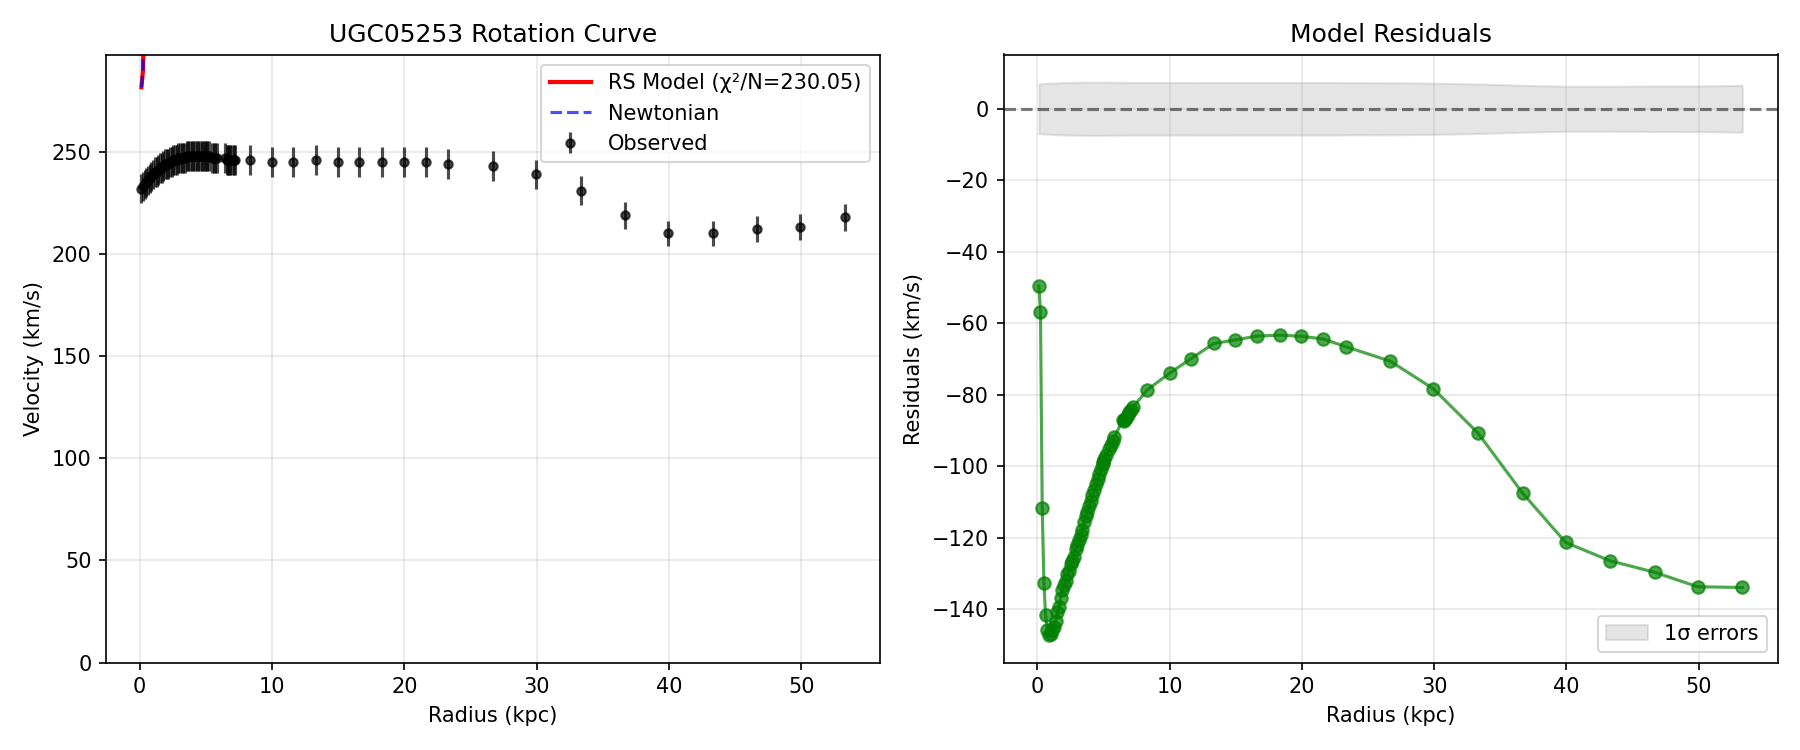 UGC05253 Rotation Curve
RS Model (χ²/N=230.05)
Newtonian
Observed
250
200
150
100
50
0
0 10 20 30 40 50
Velocity (km/s)
Radius (kpc)
Model Residuals
0
−20
−40
−60
−80
−100
−120
−140
0 10 20 30 40 50
Residuals (km/s)
Radius (kpc)
1σ errors